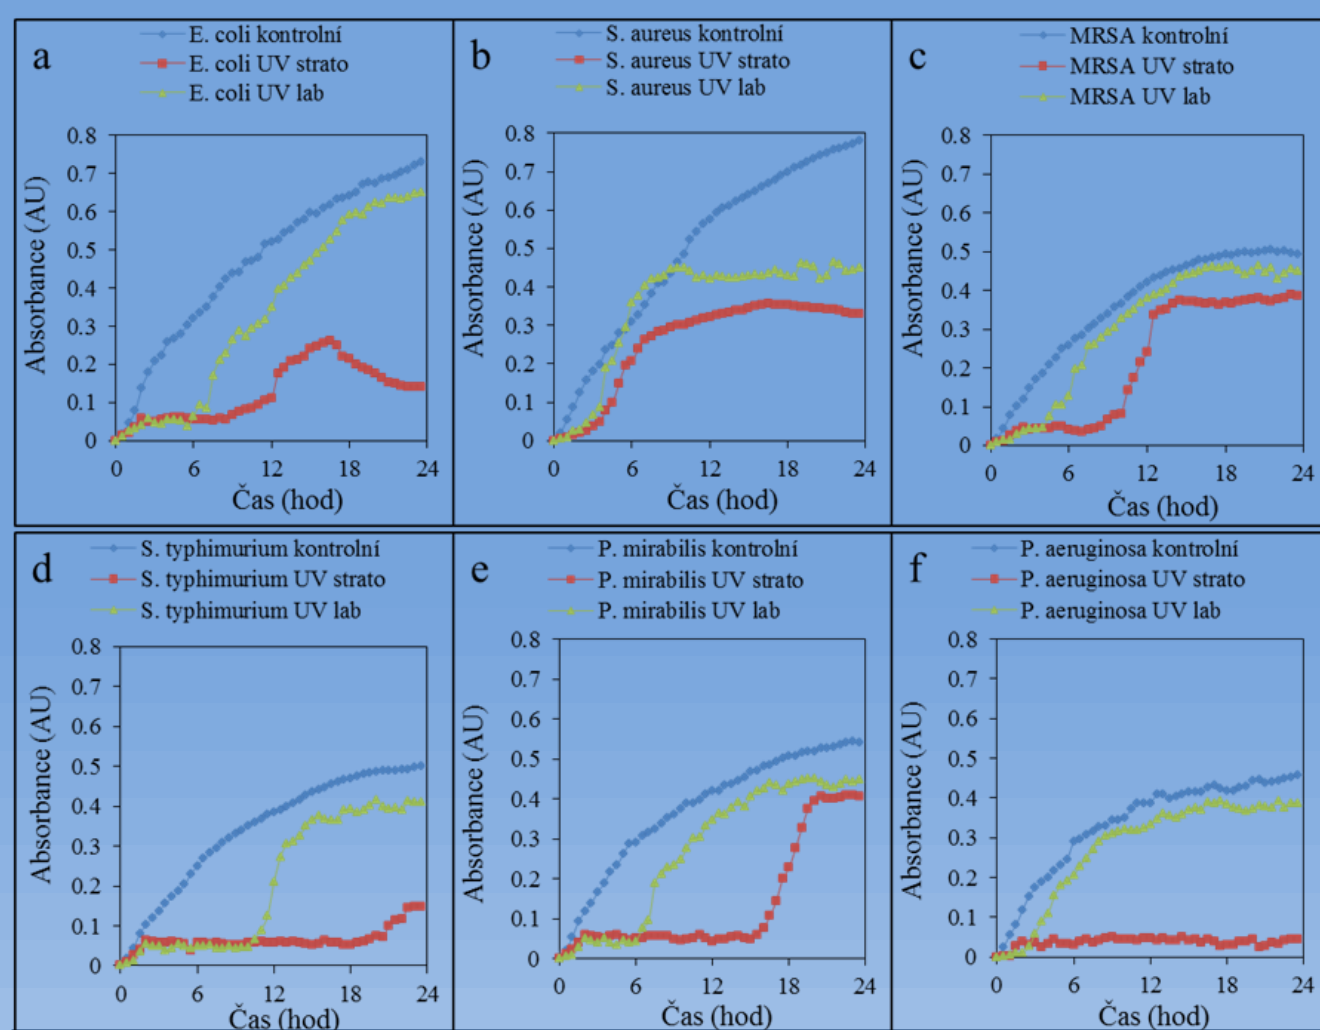 a
E. coli kontrolní
E. coli UV strato
E. coli UV lab
Absorbance (AU)
0.8
0.7
0.6
0.5
0.4
0.3
0.2
0.1
0
0 6 12 18 24
Čas (hod)
b
S. aureus kontrolní
S. aureus UV strato
S. aureus UV lab
Absorbance (AU)
0.8
0.7
0.6
0.5
0.4
0.3
0.2
0.1
0
0 6 12 18 24
Čas (hod)
c
MRSA kontrolní
MRSA UV strato
MRSA UV lab
Absorbance (AU)
0.8
0.7
0.6
0.5
0.4
0.3
0.2
0.1
0
0 6 12 18 24
Čas (hod)
d
S. typhimurium kontrolní
S. typhimurium UV strato
S. typhimurium UV lab
Absorbance (AU)
0.8
0.7
0.6
0.5
0.4
0.3
0.2
0.1
0
0 6 12 18 24
Čas (hod)
e
P. mirabilis kontrolní
P. mirabilis UV strato
P. mirabilis UV lab
Absorbance (AU)
0.8
0.7
0.6
0.5
0.4
0.3
0.2
0.1
0
0 6 12 18 24
Čas (hod)
f
P. aeruginosa kontrolní
P. aeruginosa UV strato
P. aeruginosa UV lab
Absorbance (AU)
0.8
0.7
0.6
0.5
0.4
0.3
0.2
0.1
0
0 6 12 18 24
Čas (hod)